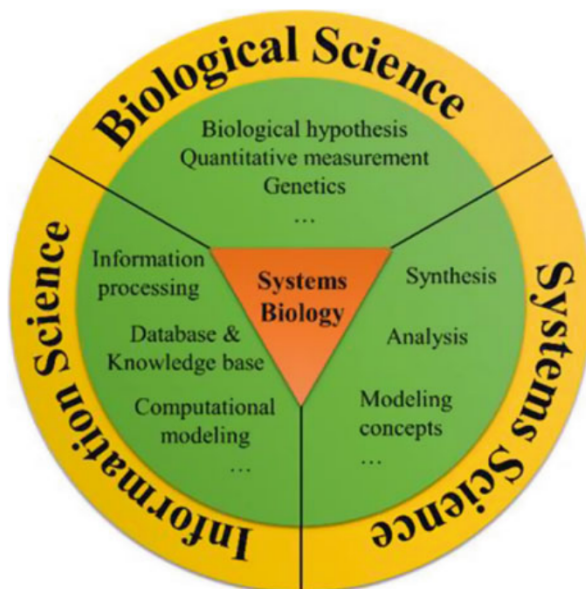 Biological Science
Biological hypothesis
Quantitative measurement
Genetics
...
Information Science
Information
processing
Database &
Knowledge base
Computational
modeling
...
Systems
Biology
Systems Science
Synthesis
Analysis
Modeling
concepts
...